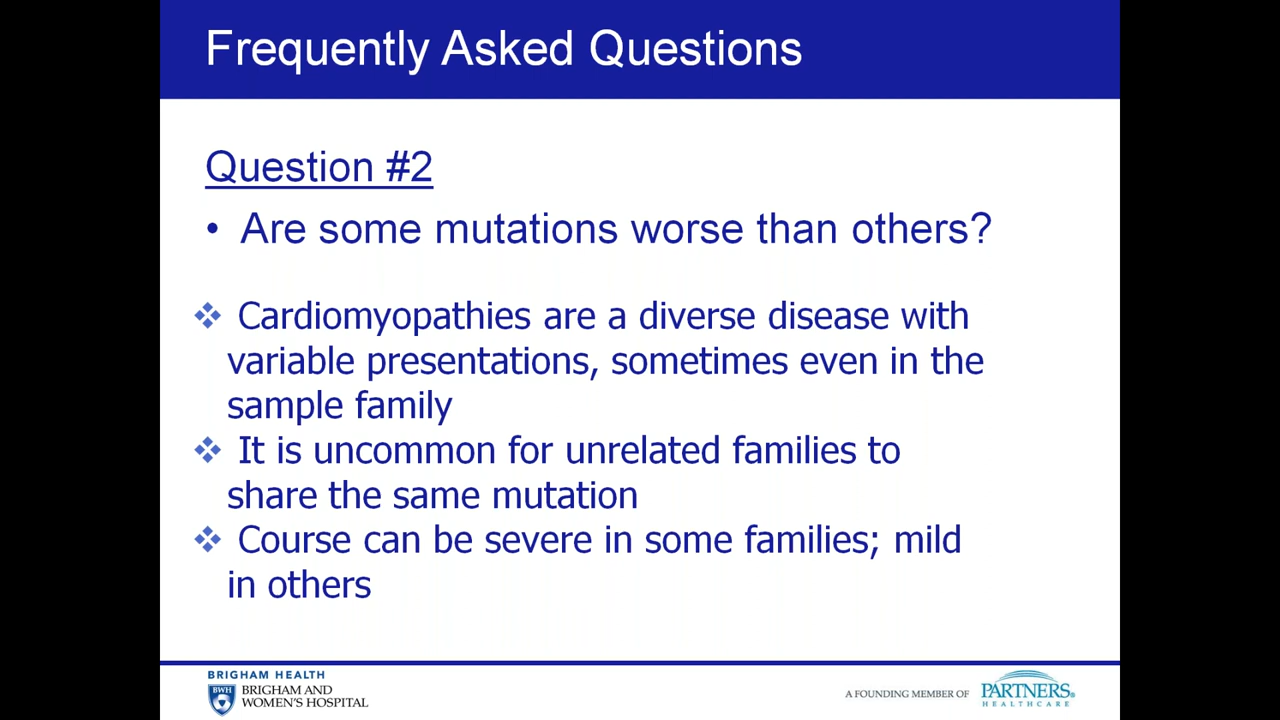 Frequently Asked Questions
Question #2
• Are some mutations worse than others?
❖ Cardiomyopathies are a diverse disease with
variable presentations, sometimes even in the
sample family
❖ It is uncommon for unrelated families to
share the same mutation
❖ Course can be severe in some families; mild
in others
BRIGHAM HEALTH
BWH
BRIGHAM AND
WOMEN'S HOSPITAL
A FOUNDING MEMBER OF
PARTNERS®
HEALTHCARE